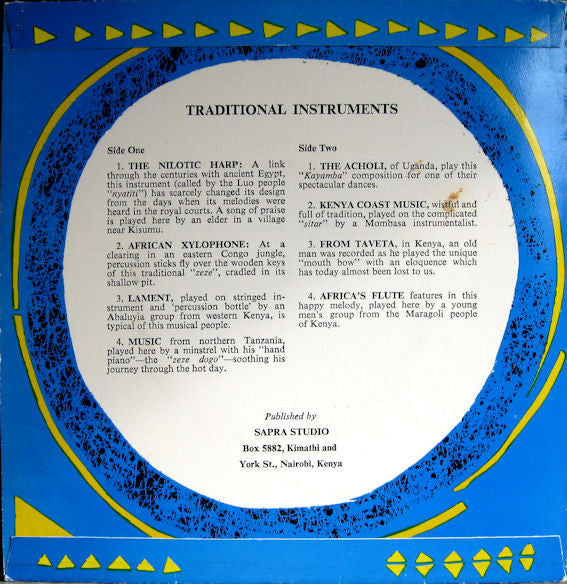 TRADITIONAL INSTRUMENTS
Side One
1. THE NILOTIC HARP: A link
through the centuries with ancient Egypt,
this instrument (called by the Luo people
"nyatiti") has scarcely changed its design
from the days when its melodies were
heard in the royal courts. A song of praise
is played here by an elder in a village
near Kisumu.
2. AFRICAN XYLOPHONE: At a
clearing in an eastern Congo jungle,
percussion sticks fly over the wooden keys
of this traditional "zeze", cradled in its
shallow pit.
3. LAMENT, played on stringed in-
strument and 'percussion bottle' by an
Abaluyia group from western Kenya, is
typical of this musical people.
4. MUSIC from northern Tanzania,
played here by a minstrel with his "hand
piano"—the "zeze dogo"—soothing his
journey through the hot day.
Side Two
1. THE ACHOLI, of Uganda, play this
"Kayamba" composition for one of their
spectacular dances.
2. KENYA COAST MUSIC, wistful and
full of tradition, played on the complicated
"sitar" by a Mombasa instrumentalist.
3. FROM TAVETA, in Kenya, an old
man was recorded as he played the unique
"mouth bow" with an eloquence which
has today almost been lost to us.
4. AFRICA'S FLUTE features in this
happy melody, played here by a young
men's group from the Maragoli people
of Kenya.
Published by
SAPRA STUDIO
Box 5882, Kimathi and
York St., Nairobi, Kenya